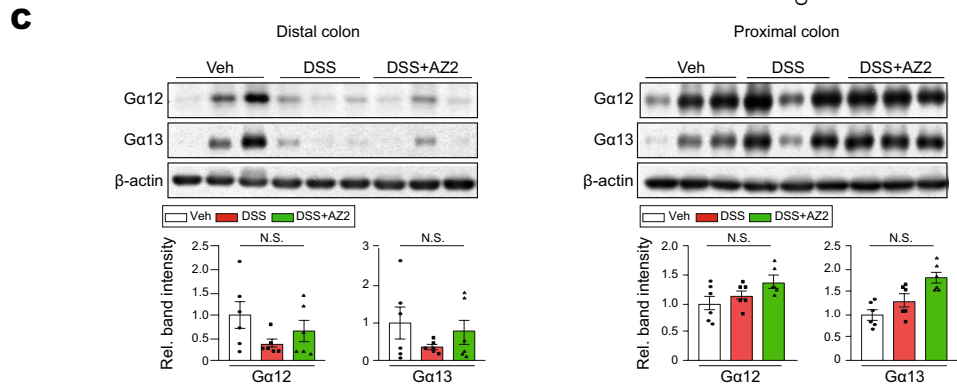 c
Distal colon
Veh DSS DSS+AZ2
Gα12
Gα13
β-actin
Veh DSS DSS+AZ2
Rel. band intensity
N.S.
2.5
2.0
1.5
1.0
0.5
0
Gα12
N.S.
3
2
1
0
Gα13
Proximal colon
Veh DSS DSS+AZ2
Gα12
Gα13
β-actin
Veh DSS DSS+AZ2
Rel. band intensity
N.S.
2.0
1.5
1.0
0.5
0
Gα12
N.S.
2.5
2.0
1.5
1.0
0.5
0
Gα13